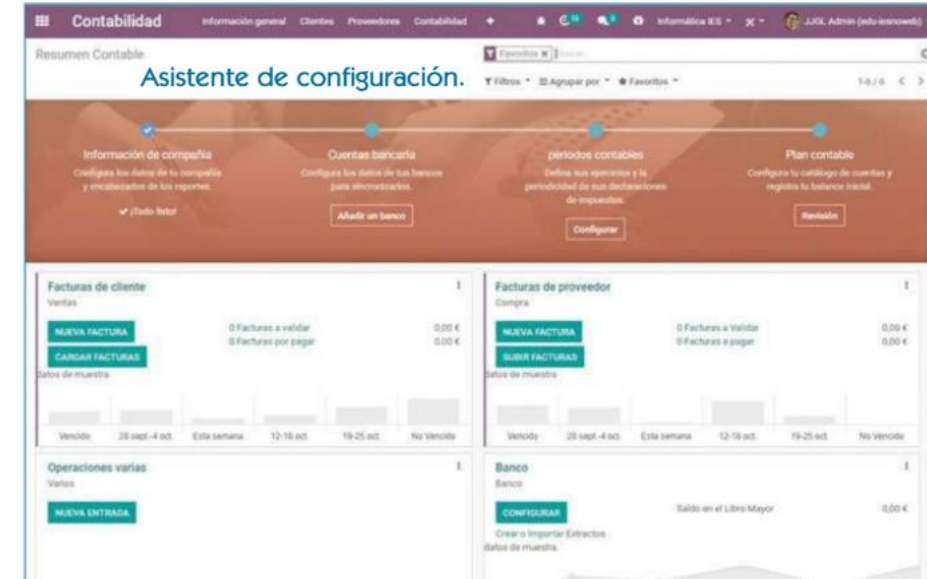 Contabilidad
Información general Clientes Proveedores Contabilidad
Informática IES
JJGL Admin (edu-iesnoweb)
Resumen Contable
Favoritos
Asistente de configuración.
Filtros Agrupar por Favoritos
1-6 / 6
Información de compañía
Configura los datos de tu compañía
y encabezados de los reportes.
¡Todo listo!
Cuentas bancaria
Configura los datos de tus bancos
para sincronizarlos.
Añadir un banco
periodos contables
Defina sus ejercicios y la
periodicidad de sus declaraciones
de impuestos.
Configurar
Plan contable
Configura tu catálogo de cuentas y
registra tu balance inicial.
Revisión
Facturas de cliente
Ventas
NUEVA FACTURA
CARGAR FACTURAS
0 Facturas a validar 0,00 €
0 Facturas por pagar 0,00 €
datos de muestra
Vencido 28 sept.-4 oct. Esta semana 12-18 oct. 19-25 oct. No Vencido
Facturas de proveedor
Compra
NUEVA FACTURA
SUBIR FACTURAS
0 Facturas a Validar 0,00 €
0 Facturas a pagar 0,00 €
datos de muestra
Vencido 28 sept.-4 oct. Esta semana 12-18 oct. 19-25 oct. No Vencido
Operaciones varias
Varios
NUEVA ENTRADA
Banco
Banco
CONFIGURAR
Saldo en el Libro Mayor 0,00 €
Crear o Importar Extractos
datos de muestra